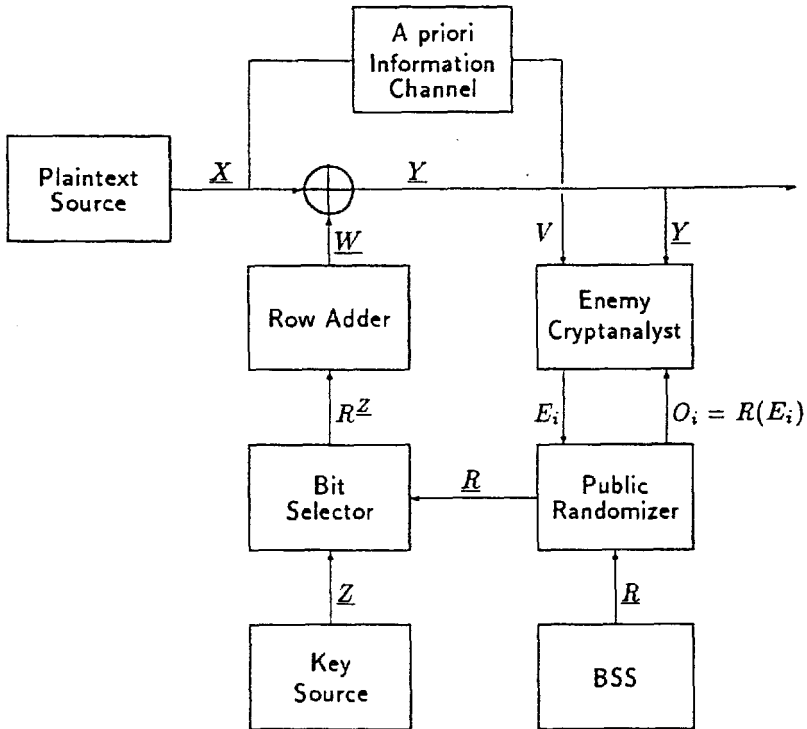 A priori
Information
Channel
Plaintext
Source
X
Y
W
V
Y
Row Adder
Enemy
Cryptanalyst
R^Z
E_i
O_i = R(E_i)
Bit
Selector
R
Public
Randomizer
Z
R
Key
Source
BSS